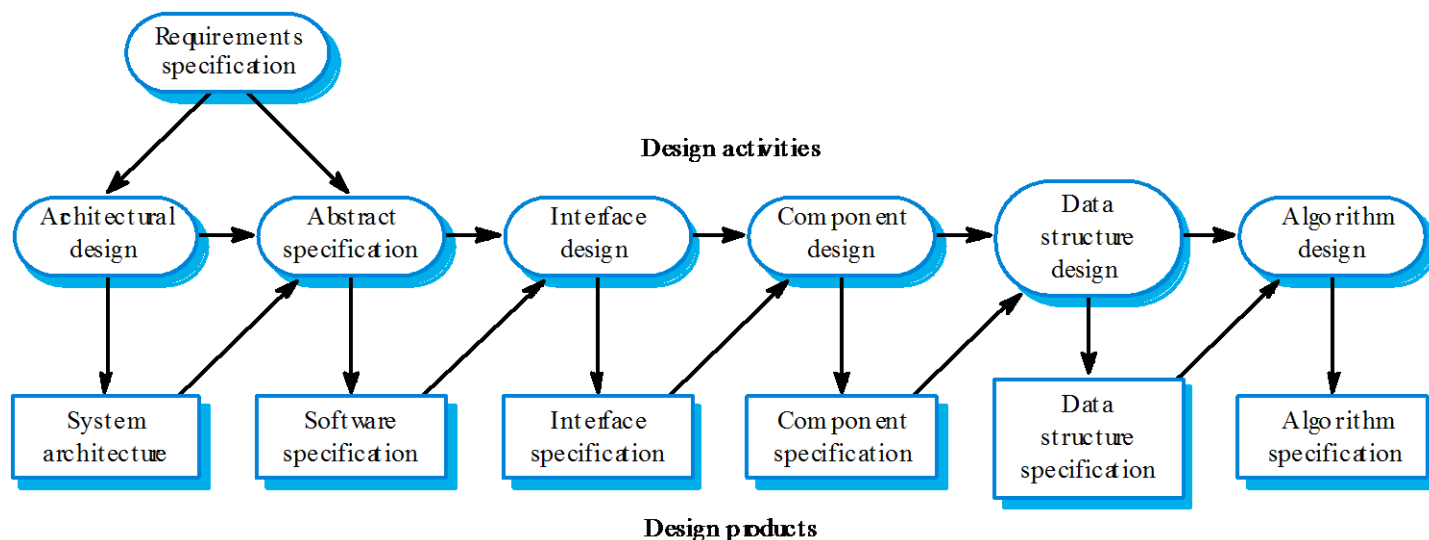 Requirements
specification
Design activities
Architectural
design
Abstract
specification
Interface
design
Component
design
Data
structure
design
Algorithm
design
System
architecture
Software
specification
Interface
specification
Component
specification
Data
structure
specification
Algorithm
specification
Design products